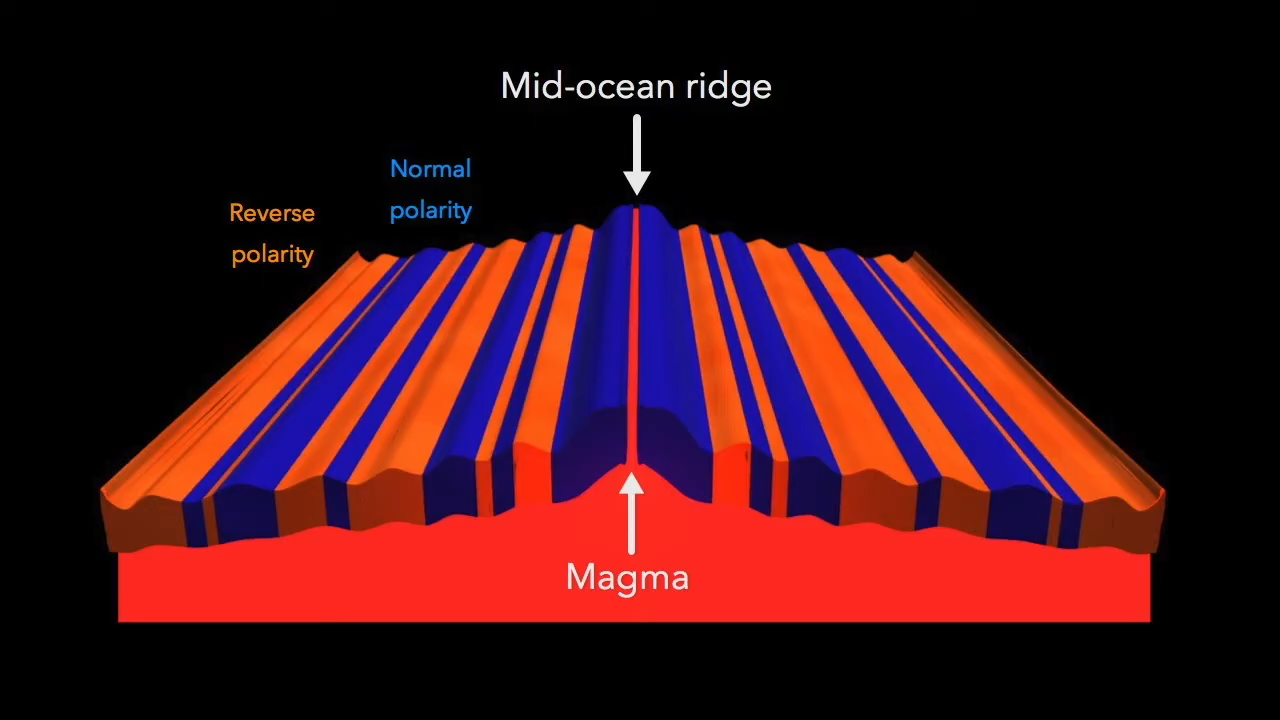 Mid-ocean ridge
Normal
polarity
Reverse
polarity
Magma